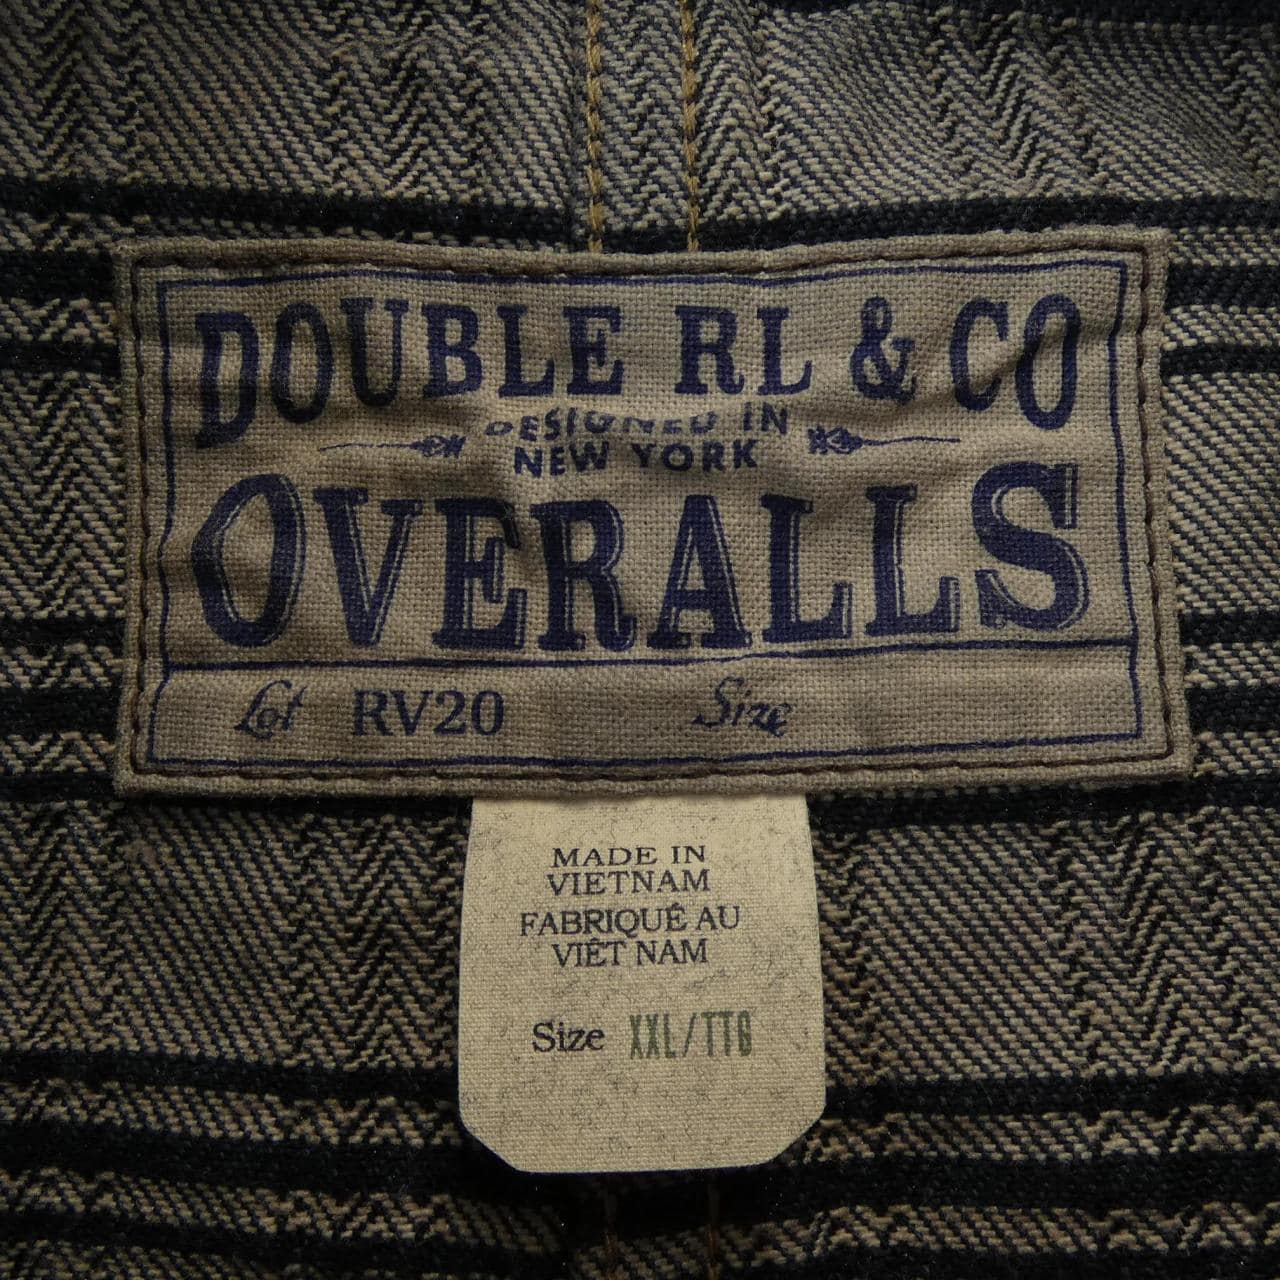 DOUBLE RL & CO
DESIGNED IN
NEW YORK
OVERALLS
Lot RV20 Size
MADE IN
VIETNAM
FABRIQUÉ AU
VIÊT NAM
Size XXL/TTG